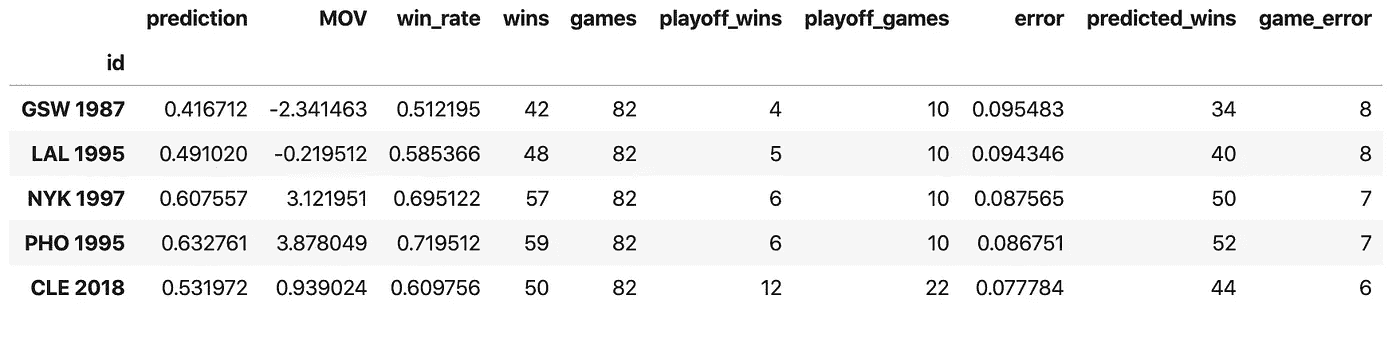 prediction MOV win_rate wins games playoff_wins playoff_games error predicted_wins game_error
id
GSW 1987 0.416712 -2.341463 0.512195 42 82 4 10 0.095483 34 8
LAL 1995 0.491020 -0.219512 0.585366 48 82 5 10 0.094346 40 8
NYK 1997 0.607557 3.121951 0.695122 57 82 6 10 0.087565 50 7
PHO 1995 0.632761 3.878049 0.719512 59 82 6 10 0.086751 52 7
CLE 2018 0.531972 0.939024 0.609756 50 82 12 22 0.077784 44 6